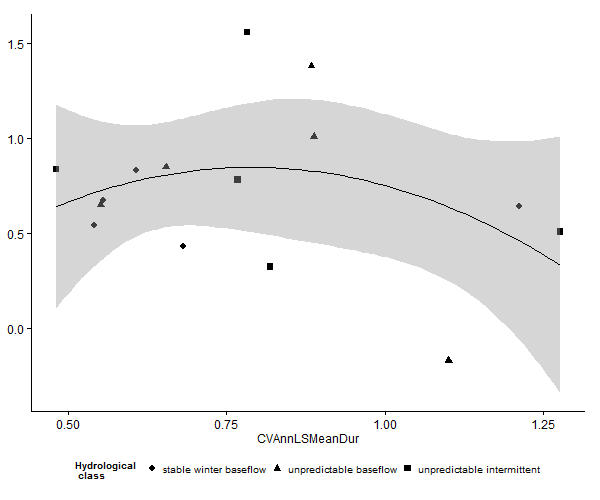 1.5
1.0
0.5
0.0
0.50 0.75 1.00 1.25
CVAnnLSMeanDur
Hydrological class stable winter baseflow unpredictable baseflow unpredictable intermittent